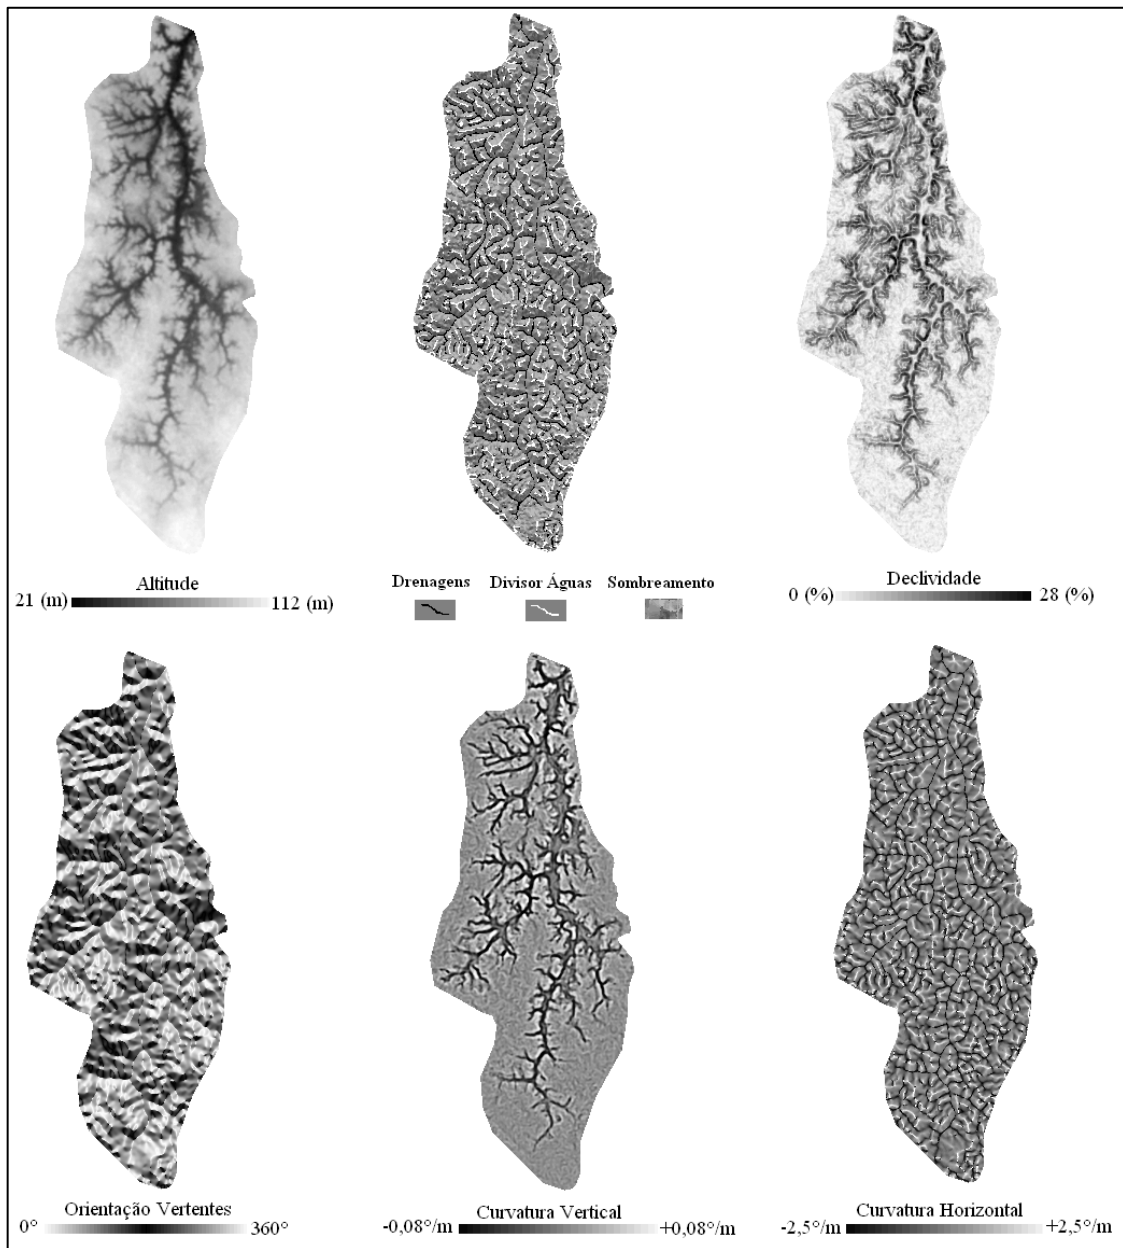 Altitude
21 (m) 112 (m)
Drenagens Divisor Águas Sombreamento
Declividade
0 (%) 28 (%)
Orientação Vertentes
0° 360°
Curvatura Vertical
-0,08°/m +0,08°/m
Curvatura Horizontal
-2,5°/m +2,5°/m